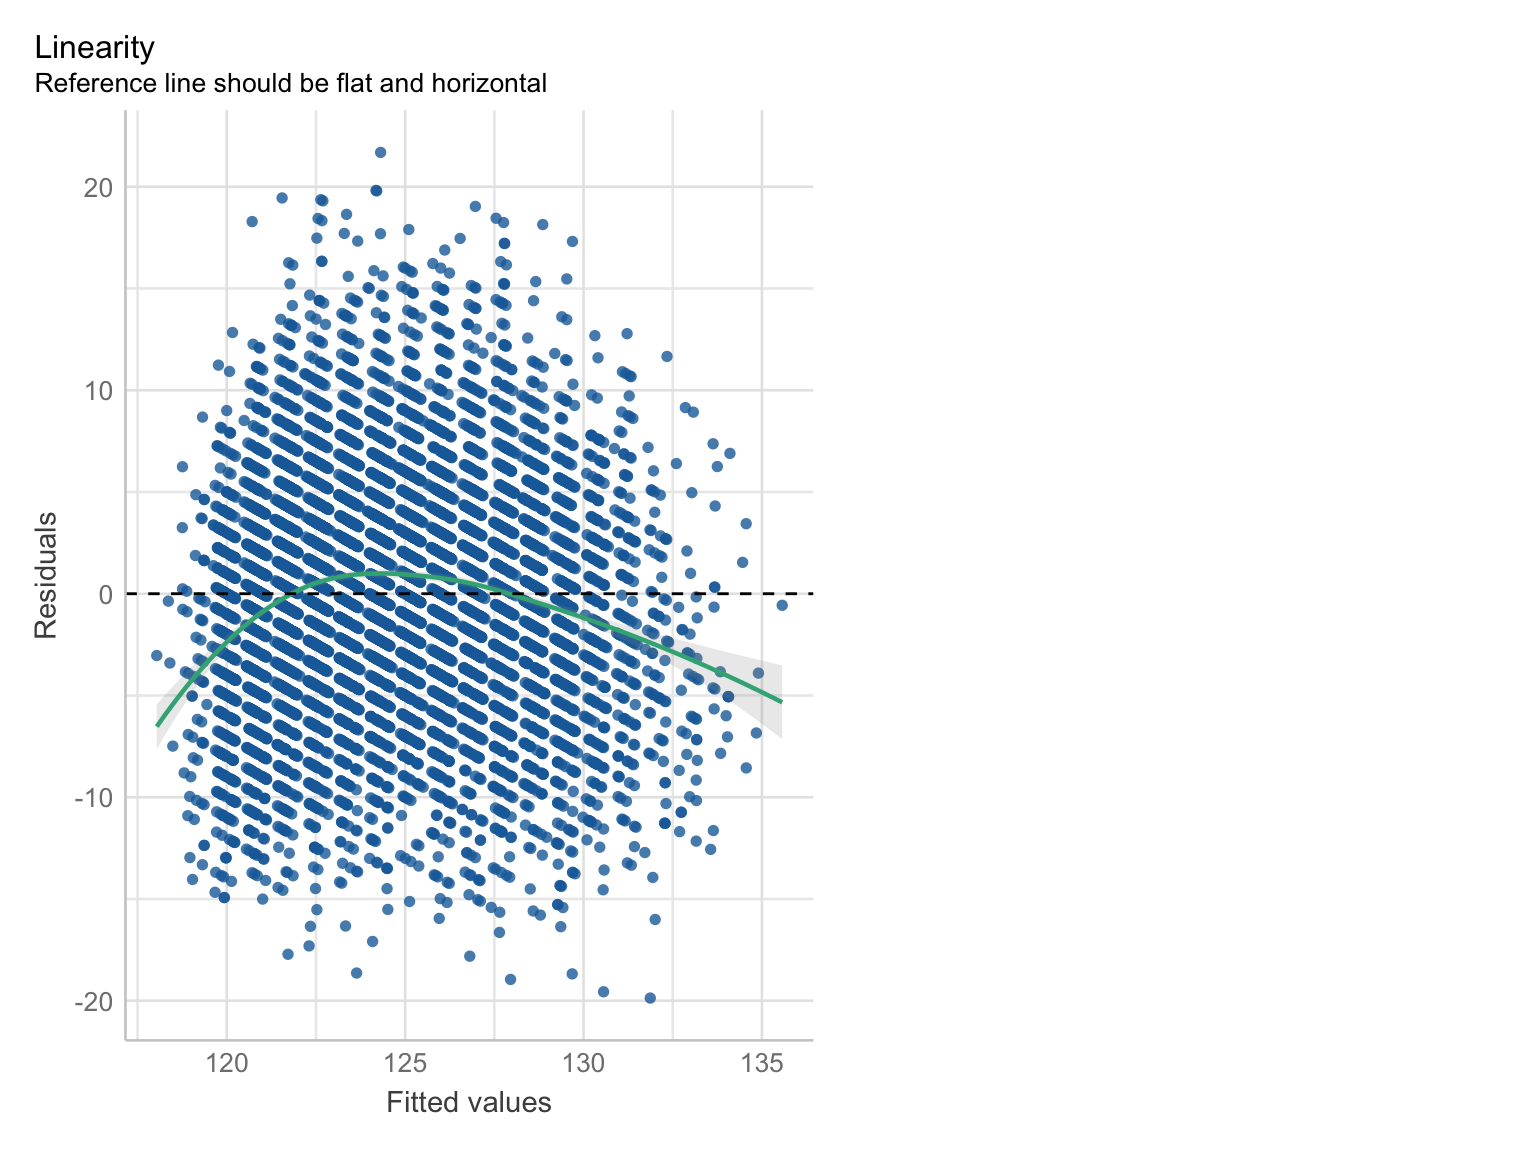 Linearity
Reference line should be flat and horizontal
20
10
0
-10
-20
Residuals
120 125 130 135
Fitted values